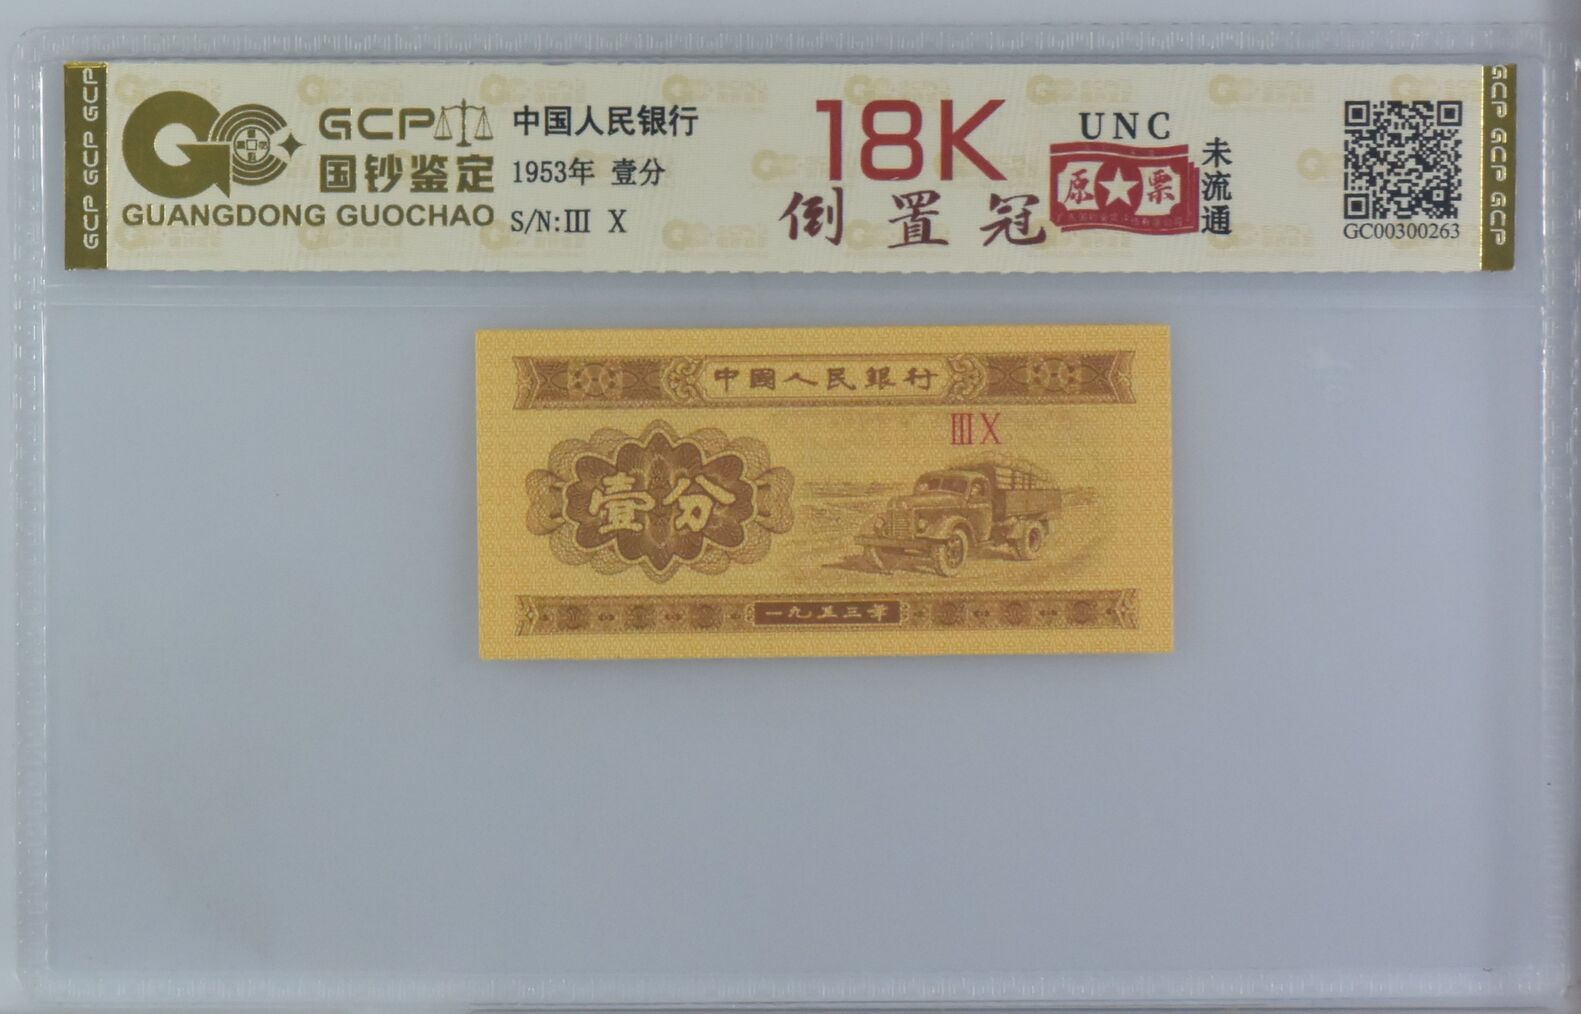 GCP GCP GCP
GCP
国钞鉴定
GUANGDONG GUOCHAO
中国人民银行
1953年 壹分
S/N:Ⅲ X
18K
倒置冠
UNC
原★票
未流通
GC00300263
GCP GCP GCP
中國人民銀行
ⅢX
壹分
一九五三年